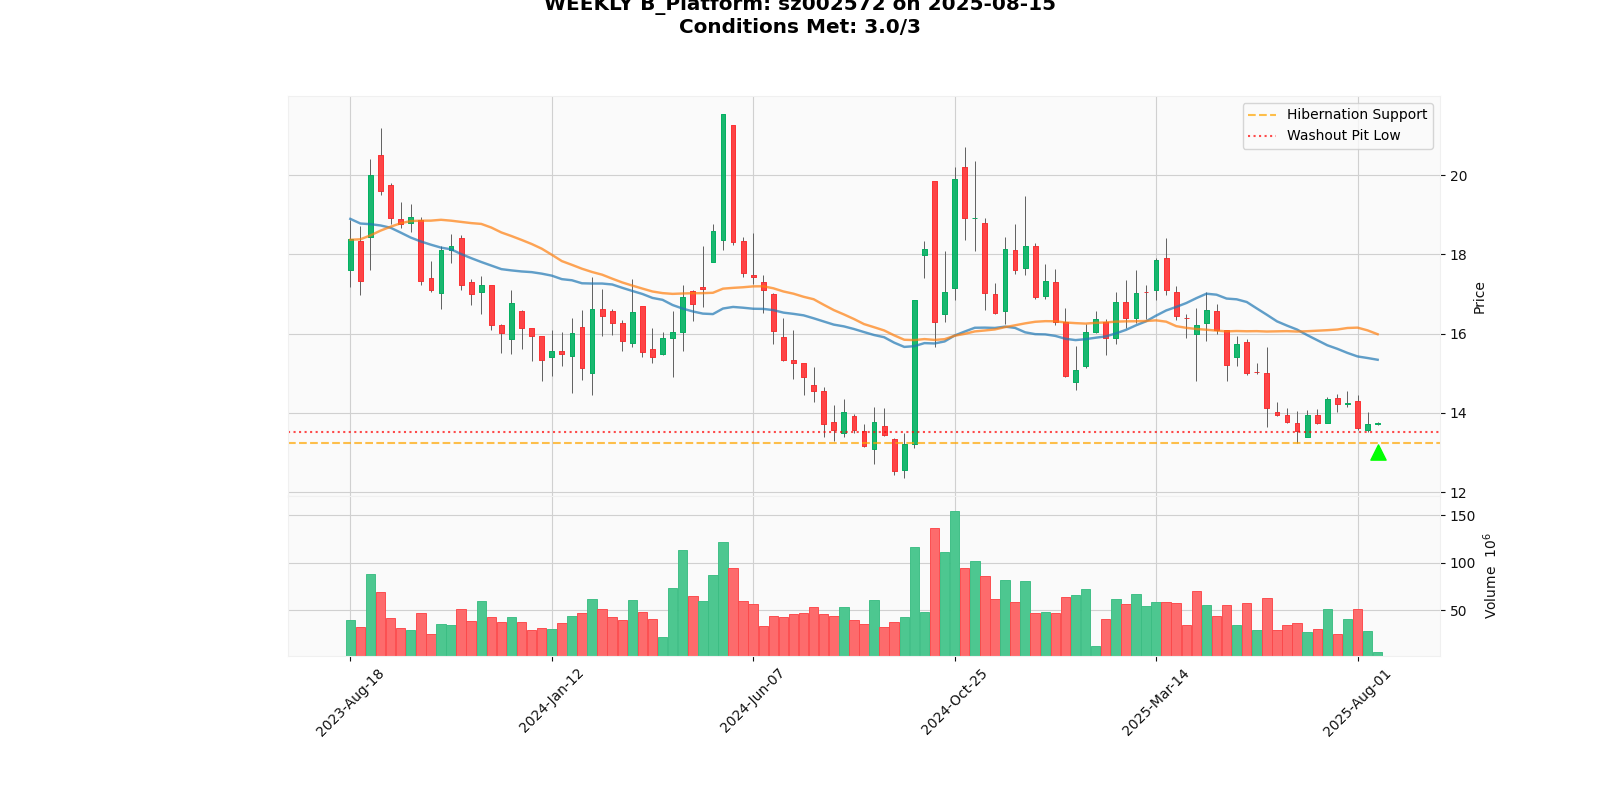 WEEKLY B_Platform: sz002572 on 2025-08-15
Conditions Met: 3.0/3
Hibernation Support
Washout Pit Low
20
18
16
14
12
Price
150
100
50
Volume 10^6
2023-Aug-18
2024-Jan-12
2024-Jun-07
2024-Oct-25
2025-Mar-14
2025-Aug-01